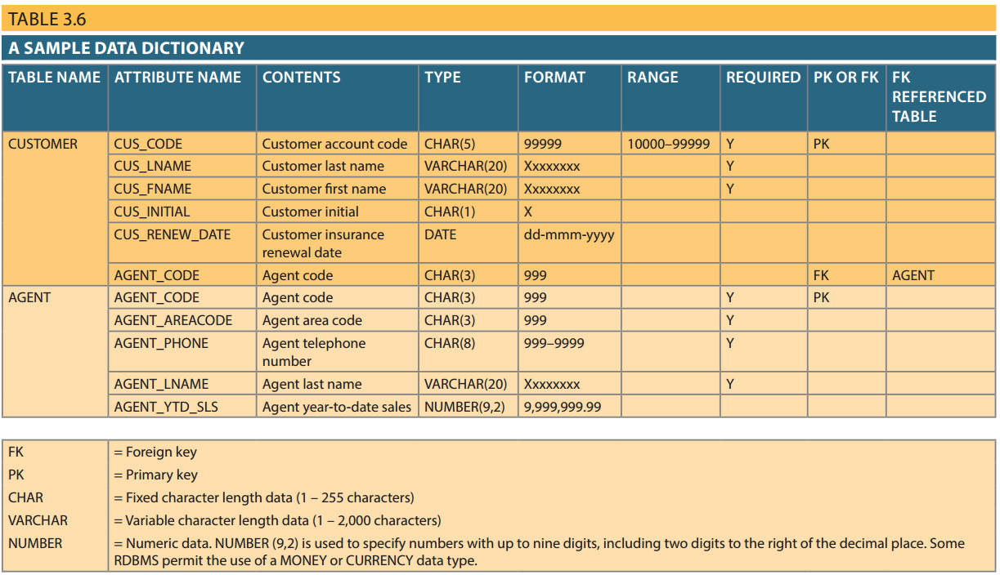 TABLE 3.6
A SAMPLE DATA DICTIONARY
TABLE NAME ATTRIBUTE NAME CONTENTS TYPE FORMAT RANGE REQUIRED PK OR FK FK
REFERENCED
TABLE
CUSTOMER CUS_CODE Customer account code CHAR(5) 99999 10000–99999 Y PK
CUS_LNAME Customer last name VARCHAR(20) Xxxxxxxx Y
CUS_FNAME Customer first name VARCHAR(20) Xxxxxxxx Y
CUS_INITIAL Customer initial CHAR(1) X
CUS_RENEW_DATE Customer insurance DATE dd-mmm-yyyy
renewal date
AGENT_CODE Agent code CHAR(3) 999 FK AGENT
AGENT AGENT_CODE Agent code CHAR(3) 999 Y PK
AGENT_AREACODE Agent area code CHAR(3) 999 Y
AGENT_PHONE Agent telephone CHAR(8) 999–9999 Y
number
AGENT_LNAME Agent last name VARCHAR(20) Xxxxxxxx Y
AGENT_YTD_SLS Agent year-to-date sales NUMBER(9,2) 9,999,999.99
FK = Foreign key
PK = Primary key
CHAR = Fixed character length data (1 – 255 characters)
VARCHAR = Variable character length data (1 – 2,000 characters)
NUMBER = Numeric data. NUMBER (9,2) is used to specify numbers with up to nine digits, including two digits to the right of the decimal place. Some
RDBMS permit the use of a MONEY or CURRENCY data type.